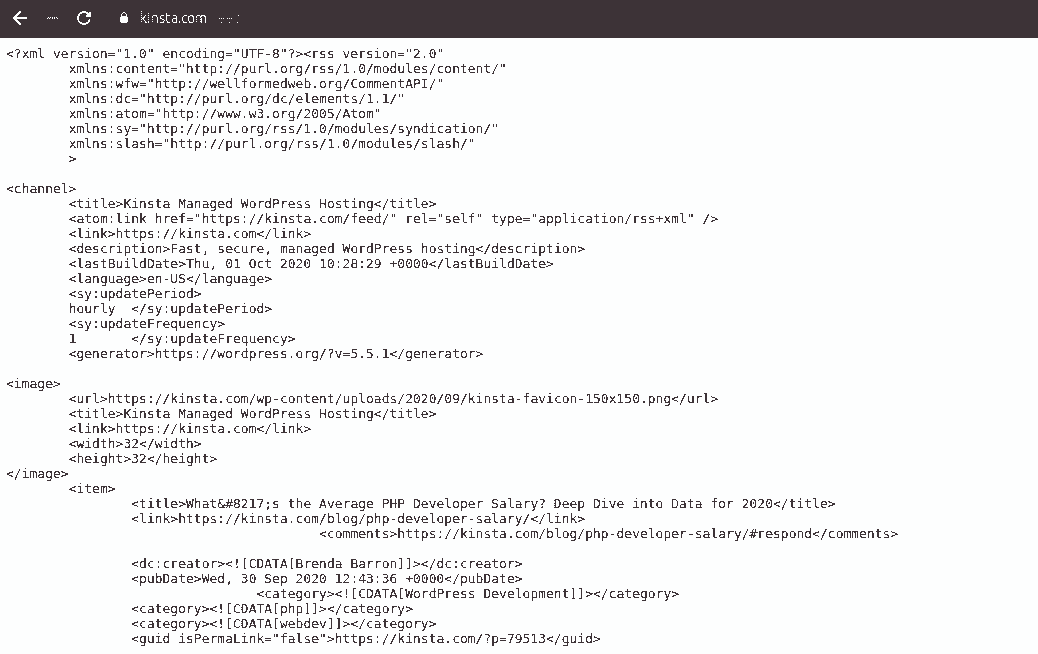 kinsta.com
<?xml version="1.0" encoding="UTF-8"?><rss version="2.0"
xmlns:content="http://purl.org/rss/1.0/modules/content/"
xmlns:wfw="http://wellformedweb.org/CommentAPI/"
xmlns:dc="http://purl.org/dc/elements/1.1/"
xmlns:atom="http://www.w3.org/2005/Atom"
xmlns:sy="http://purl.org/rss/1.0/modules/syndication/"
xmlns:slash="http://purl.org/rss/1.0/modules/slash/"
>
<channel>
<title>Kinsta Managed WordPress Hosting</title>
<atom:link href="https://kinsta.com/feed/" rel="self" type="application/rss+xml" />
<link>https://kinsta.com</link>
<description>Fast, secure, managed WordPress hosting</description>
<lastBuildDate>Thu, 01 Oct 2020 10:28:29 +0000</lastBuildDate>
<language>en-US</language>
<sy:updatePeriod>
hourly </sy:updatePeriod>
<sy:updateFrequency>
1 </sy:updateFrequency>
<generator>https://wordpress.org/?v=5.5.1</generator>
<image>
<url>https://kinsta.com/wp-content/uploads/2020/09/kinsta-favicon-150x150.png</url>
<title>Kinsta Managed WordPress Hosting</title>
<link>https://kinsta.com</link>
<width>32</width>
<height>32</height>
</image>
<item>
<title>What&#8217;s the Average PHP Developer Salary? Deep Dive into Data for 2020</title>
<link>https://kinsta.com/blog/php-developer-salary/</link>
<comments>https://kinsta.com/blog/php-developer-salary/#respond</comments>
<dc:creator><![CDATA[Brenda Barron]]></dc:creator>
<pubDate>Wed, 30 Sep 2020 12:43:36 +0000</pubDate>
<category><![CDATA[WordPress Development]]></category>
<category><![CDATA[php]]></category>
<category><![CDATA[webdev]]></category>
<guid isPermaLink="false">https://kinsta.com/?p=79513</guid>